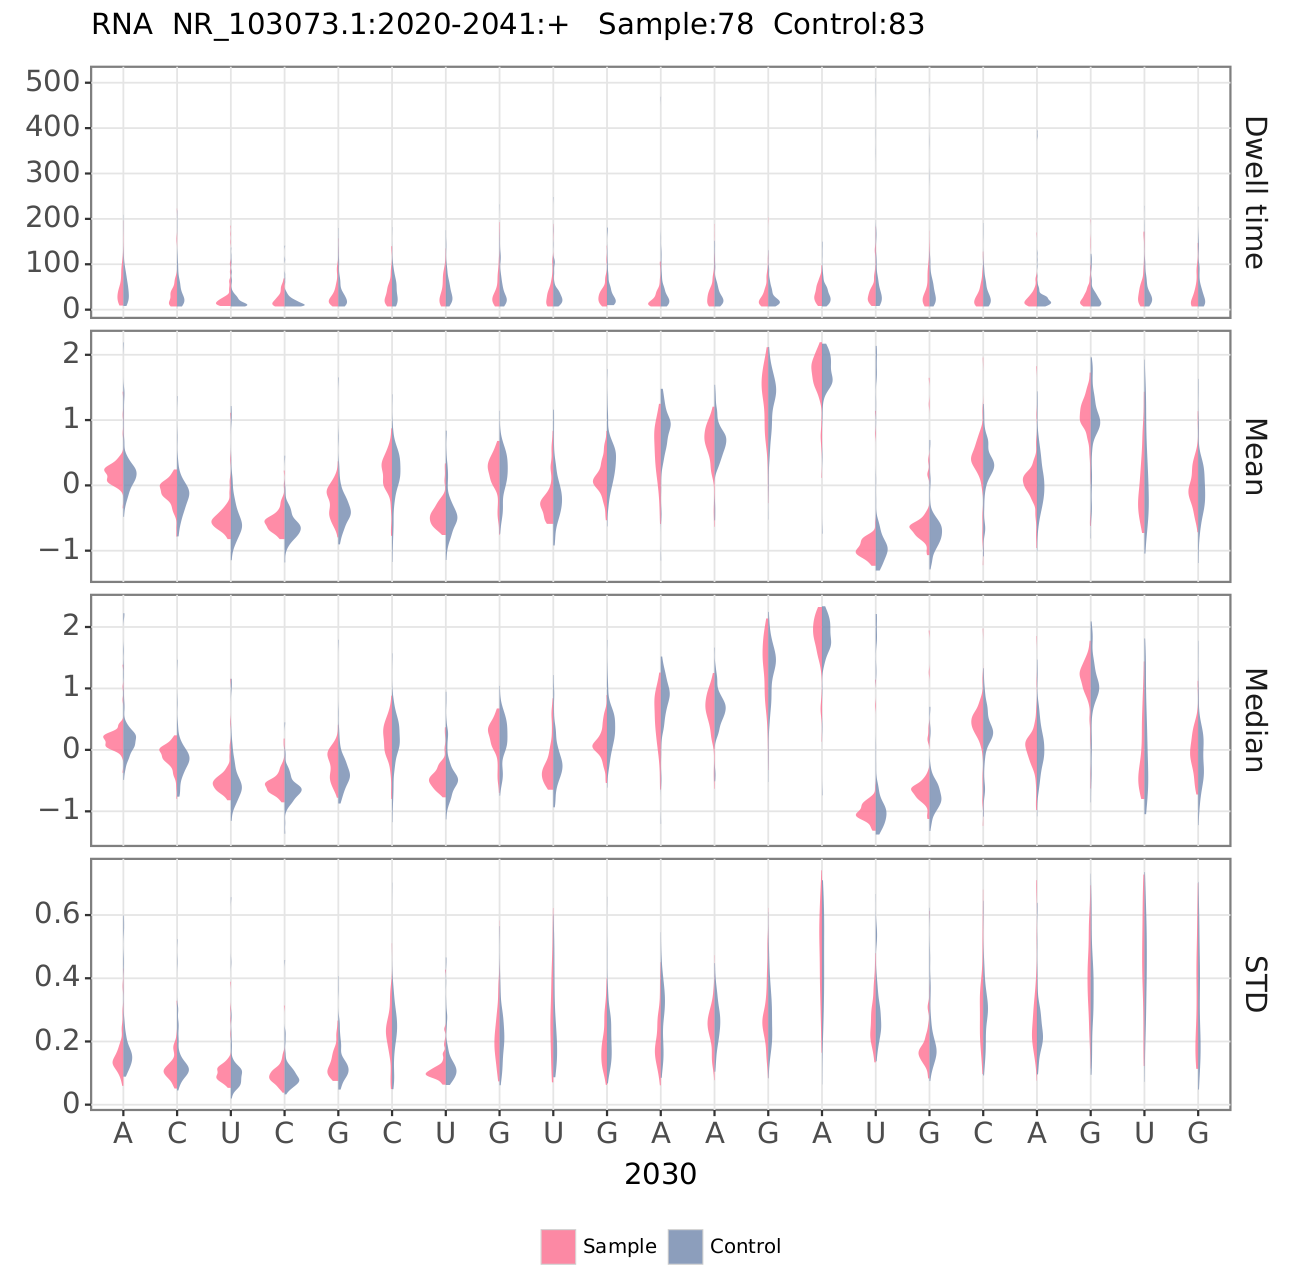 RNA  NR_103073.1:2020-2041:+   Sample:78  Control:83
500
400
300
200
100
0
Dwell time
2
1
0
−1
Mean
2
1
0
−1
Median
0.6
0.4
0.2
0
STD
A C U C G C U G U G A A G A U G C A G U G
2030
Sample Control